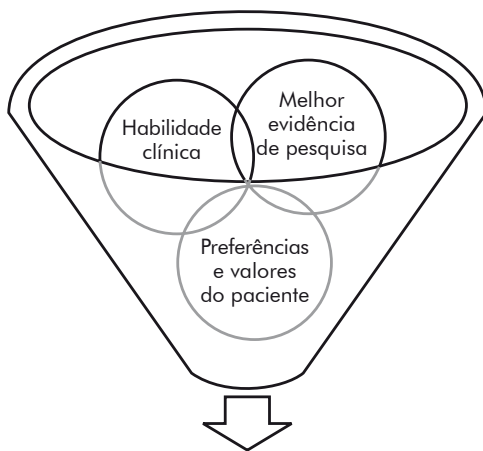 Habilidade
clínica
Melhor
evidência
de pesquisa
Preferências
e valores
do paciente